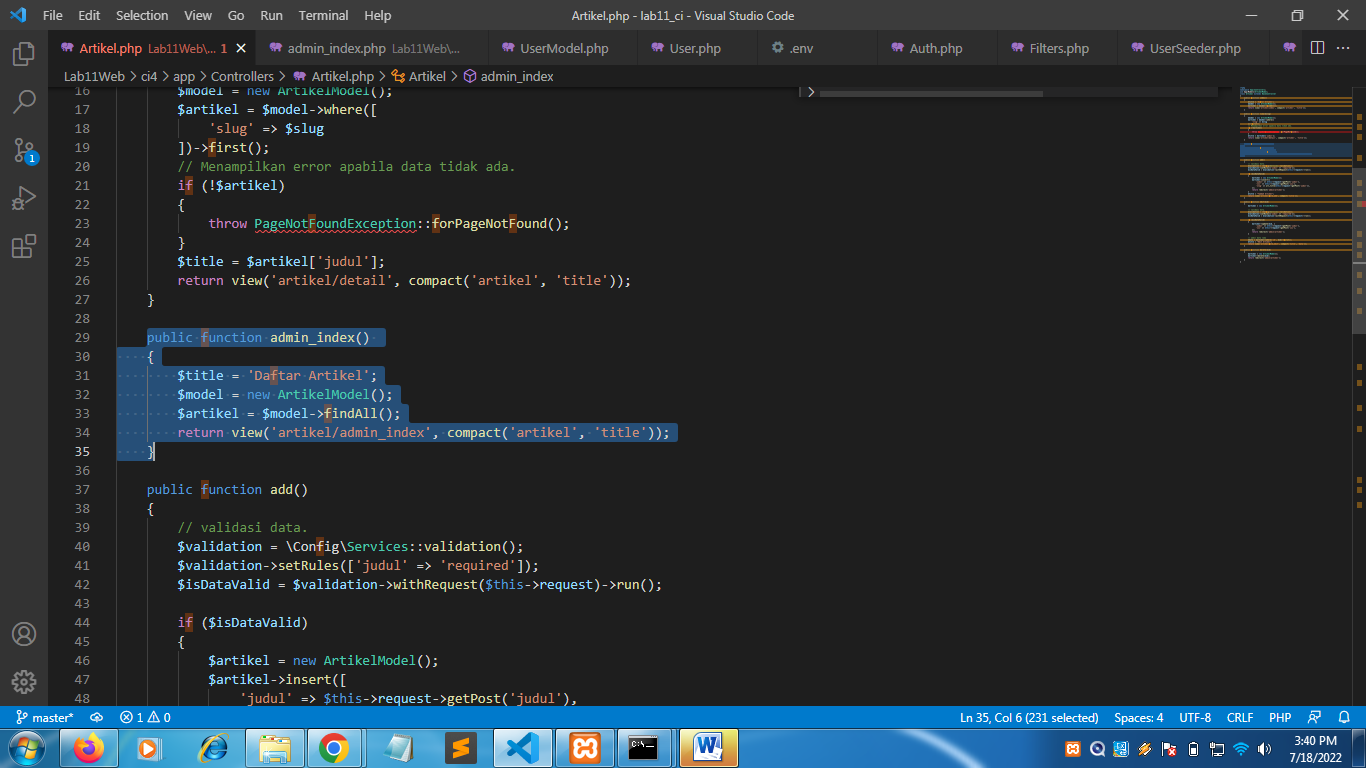 File Edit Selection View Go Run Terminal Help Artikel.php - lab11_ci - Visual Studio Code
Artikel.php Lab11Web\... 1 admin_index.php Lab11Web\... UserModel.php User.php .env Auth.php Filters.php UserSeeder.php
Lab11Web > ci4 > app > Controllers > Artikel.php > Artikel > admin_index
16 $model = new ArtikelModel();
17 $artikel = $model->where([
18 'slug' => $slug
19 ])->first();
20 // Menampilkan error apabila data tidak ada.
21 if (!$artikel)
22 {
23 throw PageNotFoundException::forPageNotFound();
24 }
25 $title = $artikel['judul'];
26 return view('artikel/detail', compact('artikel', 'title'));
27 }
28
29 public function admin_index()
30 {
31 $title = 'Daftar Artikel';
32 $model = new ArtikelModel();
33 $artikel = $model->findAll();
34 return view('artikel/admin_index', compact('artikel', 'title'));
35 }
36
37 public function add()
38 {
39 // validasi data.
40 $validation = \Config\Services::validation();
41 $validation->setRules(['judul' => 'required']);
42 $isDataValid = $validation->withRequest($this->request)->run();
43
44 if ($isDataValid)
45 {
46 $artikel = new ArtikelModel();
47 $artikel->insert([
48 'judul' => $this->request->getPost('judul'),
1
master* 1 0 Ln 35, Col 6 (231 selected) Spaces: 4 UTF-8 CRLF PHP
3:40 PM
7/18/2022